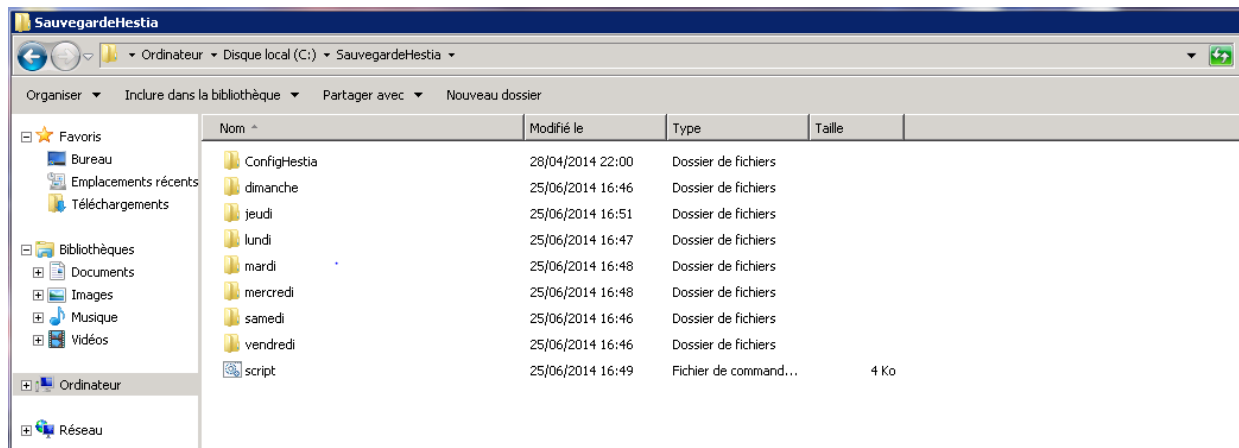 SauvegardeHestia
Ordinateur Disque local (C:) SauvegardeHestia
Organiser Inclure dans la bibliothèque Partager avec Nouveau dossier
Favoris
Bureau
Emplacements récents
Téléchargements
Bibliothèques
Documents
Images
Musique
Vidéos
Ordinateur
Réseau
Nom Modifié le Type Taille
ConfigHestia 28/04/2014 22:00 Dossier de fichiers
dimanche 25/06/2014 16:46 Dossier de fichiers
jeudi 25/06/2014 16:51 Dossier de fichiers
lundi 25/06/2014 16:47 Dossier de fichiers
mardi 25/06/2014 16:48 Dossier de fichiers
mercredi 25/06/2014 16:48 Dossier de fichiers
samedi 25/06/2014 16:46 Dossier de fichiers
vendredi 25/06/2014 16:46 Dossier de fichiers
script 25/06/2014 16:49 Fichier de command... 4 Ko